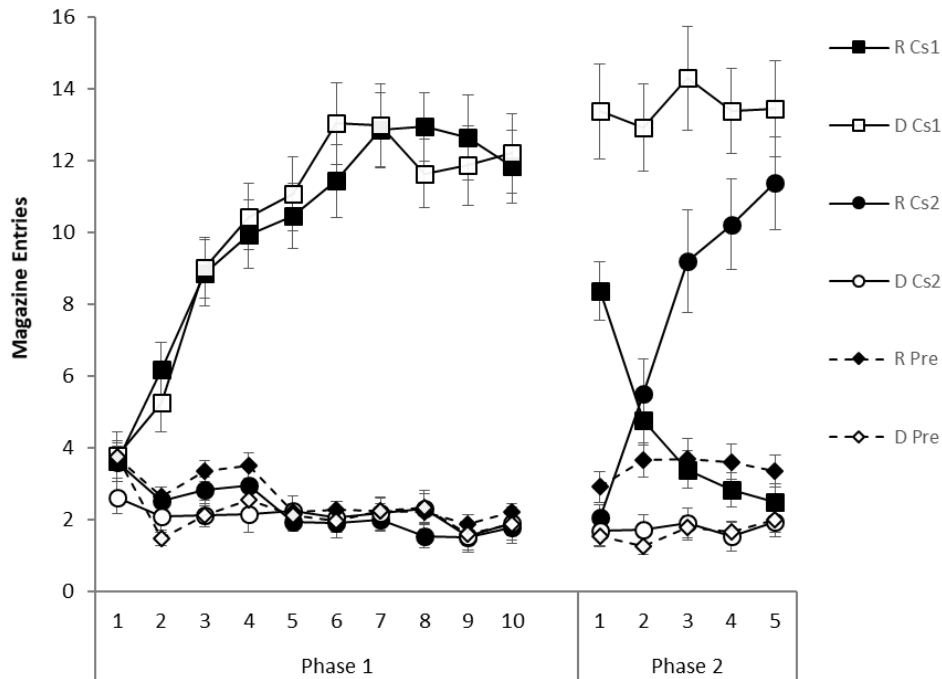 16
14
12
10
8
6
4
2
0
Magazine Entries
1 2 3 4 5 6 7 8 9 10
1 2 3 4 5
Phase 1
Phase 2
R Cs1
D Cs1
R Cs2
D Cs2
R Pre
D Pre